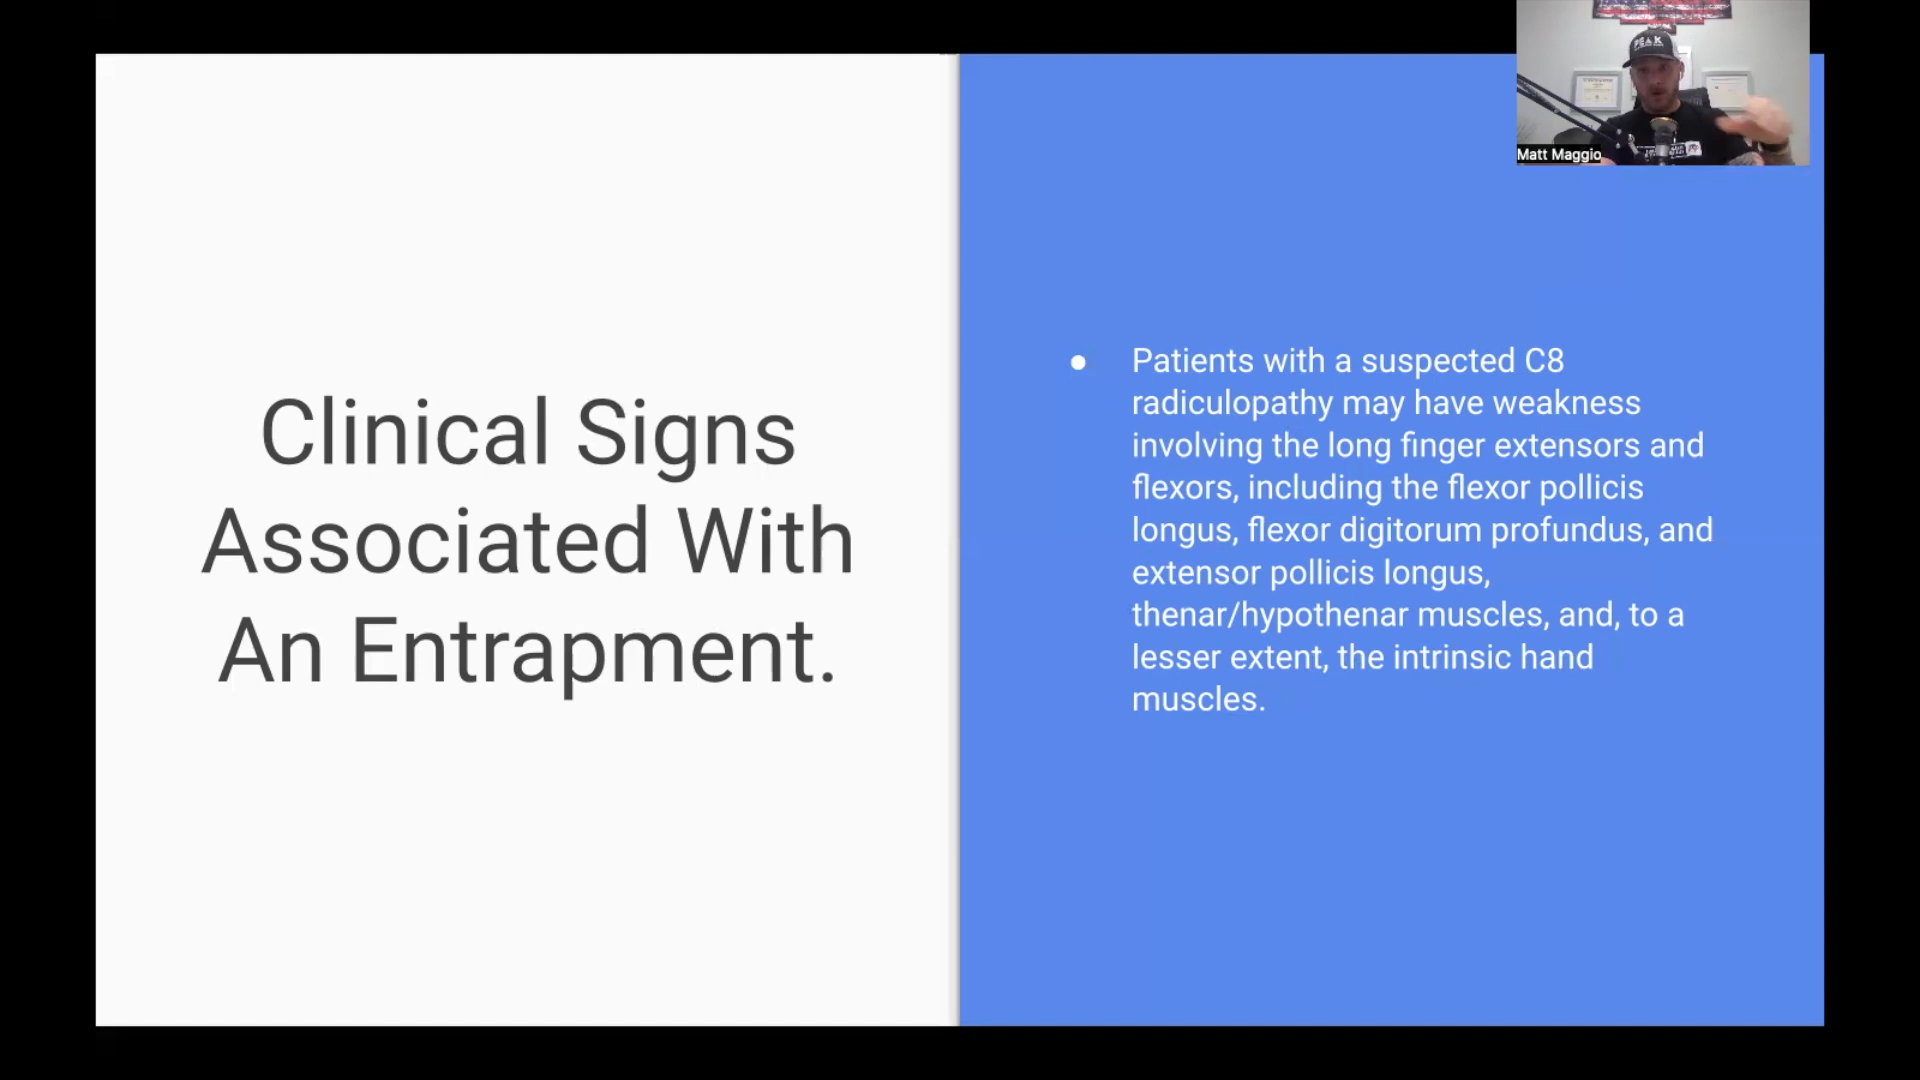 PEAK
Matt Maggio
Clinical Signs
Associated With
An Entrapment.
● Patients with a suspected C8
radiculopathy may have weakness
involving the long finger extensors and
flexors, including the flexor pollicis
longus, flexor digitorum profundus, and
extensor pollicis longus,
thenar/hypothenar muscles, and, to a
lesser extent, the intrinsic hand
muscles.